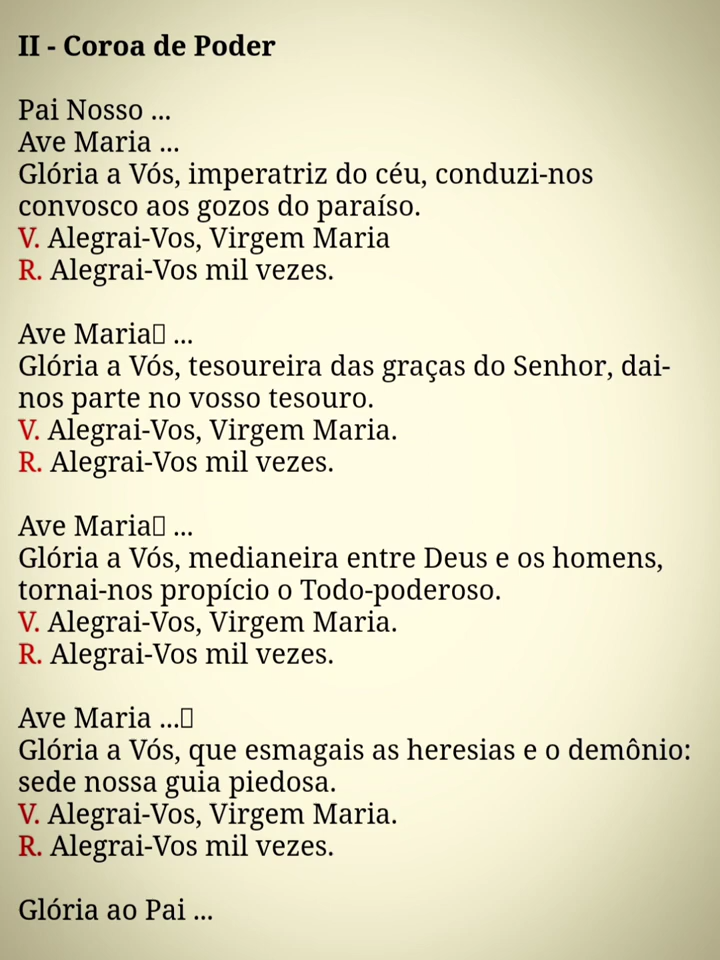 II - Coroa de Poder
Pai Nosso ...
Ave Maria ...
Glória a Vós, imperatriz do céu, conduzi-nos
convosco aos gozos do paraíso.
V. Alegrai-Vos, Virgem Maria
R. Alegrai-Vos mil vezes.
Ave Maria ...
Glória a Vós, tesoureira das graças do Senhor, dai-
nos parte no vosso tesouro.
V. Alegrai-Vos, Virgem Maria.
R. Alegrai-Vos mil vezes.
Ave Maria ...
Glória a Vós, medianeira entre Deus e os homens,
tornai-nos propício o Todo-poderoso.
V. Alegrai-Vos, Virgem Maria.
R. Alegrai-Vos mil vezes.
Ave Maria ...
Glória a Vós, que esmagais as heresias e o demônio:
sede nossa guia piedosa.
V. Alegrai-Vos, Virgem Maria.
R. Alegrai-Vos mil vezes.
Glória ao Pai ...